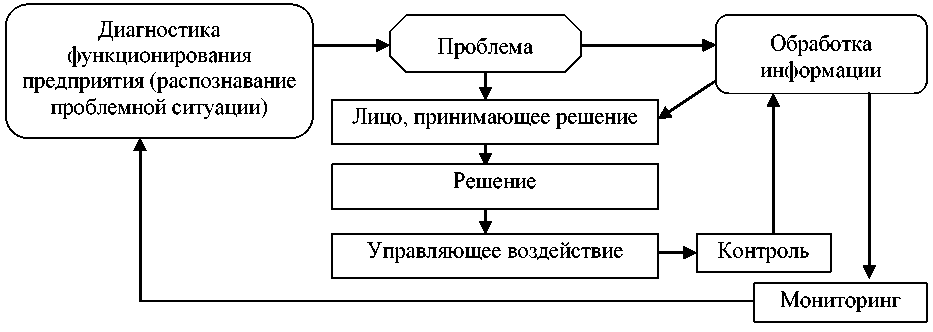 Диагностика
функционирования
предприятия (распознавание
проблемной ситуации)
Проблема
Обработка
информации
Лицо, принимающее решение
Решение
Управляющее воздействие
Контроль
Мониторинг